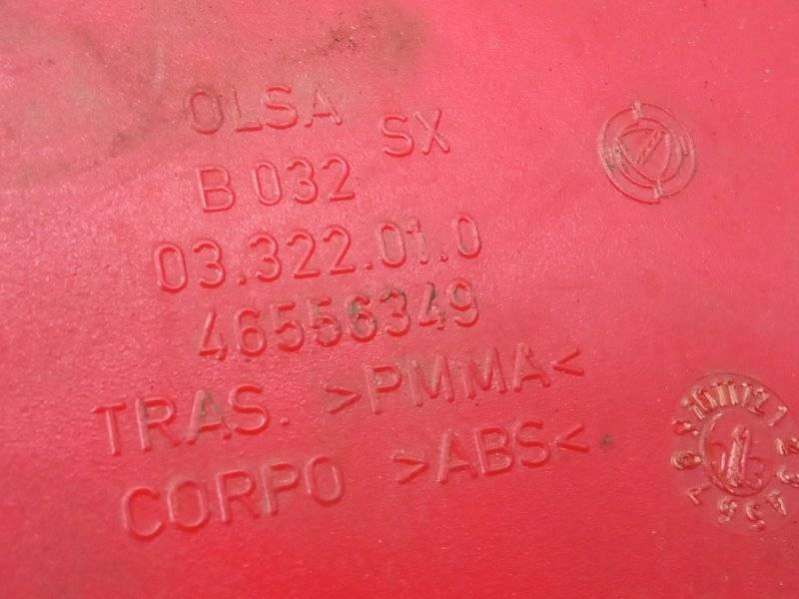 OLSA SX
B 032
03.322.01.0
46556349
TRAS. >PMMA<
CORPO >ABS<